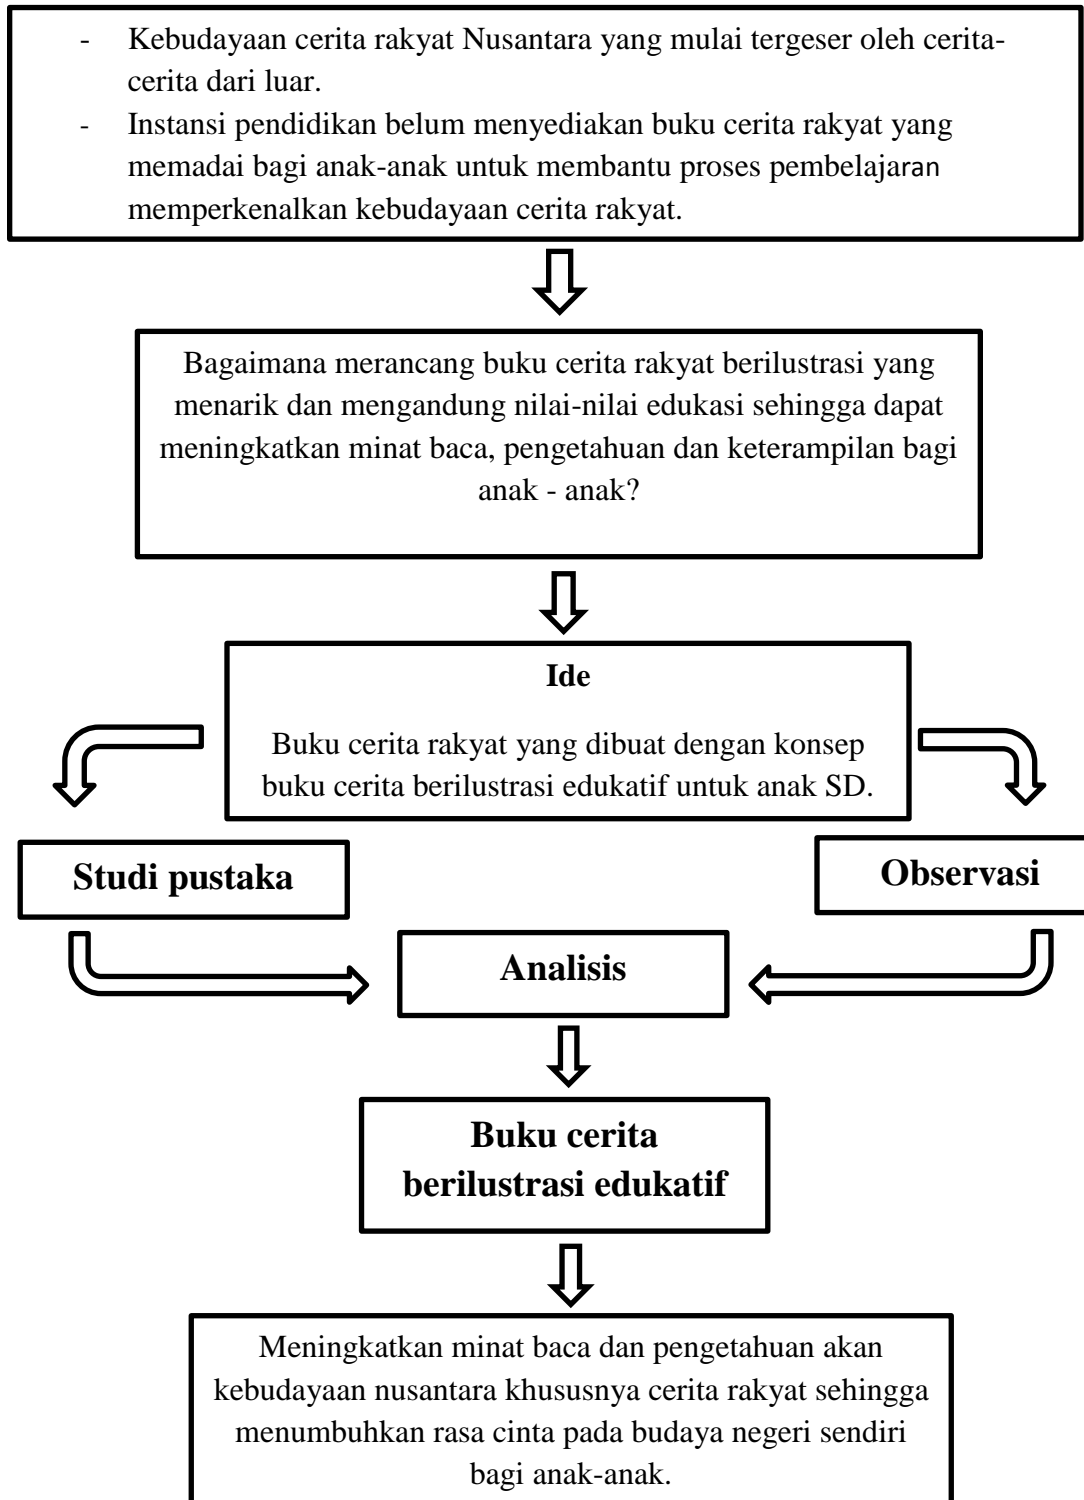 - Kebudayaan cerita rakyat Nusantara yang mulai tergeser oleh cerita-
cerita dari luar.
- Instansi pendidikan belum menyediakan buku cerita rakyat yang
memadai bagi anak-anak untuk membantu proses pembelajaran
memperkenalkan kebudayaan cerita rakyat.
Bagaimana merancang buku cerita rakyat berilustrasi yang
menarik dan mengandung nilai-nilai edukasi sehingga dapat
meningkatkan minat baca, pengetahuan dan keterampilan bagi
anak - anak?
Ide
Buku cerita rakyat yang dibuat dengan konsep
buku cerita berilustrasi edukatif untuk anak SD.
Studi pustaka
Observasi
Analisis
Buku cerita
berilustrasi edukatif
Meningkatkan minat baca dan pengetahuan akan
kebudayaan nusantara khususnya cerita rakyat sehingga
menumbuhkan rasa cinta pada budaya negeri sendiri
bagi anak-anak.